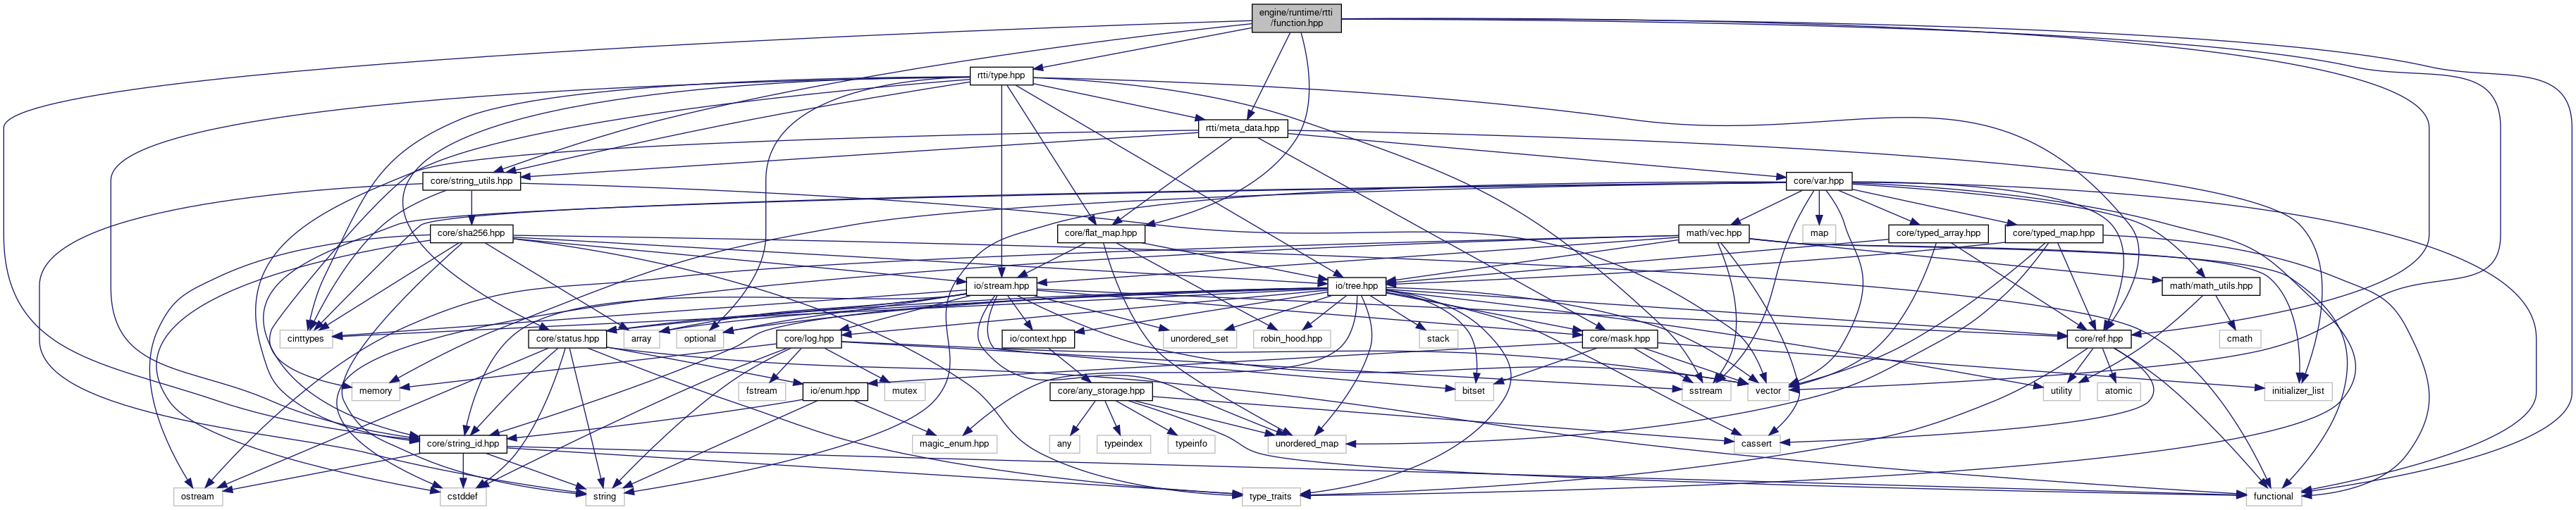 engine/runtime/rtti
/function.hpp
rtti/type.hpp
rtti/meta_data.hpp
core/string_utils.hpp
core/var.hpp
core/sha256.hpp
core/flat_map.hpp
math/vec.hpp
map
core/typed_array.hpp
core/typed_map.hpp
io/stream.hpp
io/tree.hpp
math/math_utils.hpp
cinttypes
core/status.hpp
array
optional
core/log.hpp
io/context.hpp
unordered_set
robin_hood.hpp
stack
core/mask.hpp
core/ref.hpp
cmath
memory
fstream
io/enum.hpp
mutex
core/any_storage.hpp
bitset
sstream
vector
utility
atomic
initializer_list
core/string_id.hpp
magic_enum.hpp
any
typeindex
typeinfo
unordered_map
cassert
ostream
cstddef
string
type_traits
functional